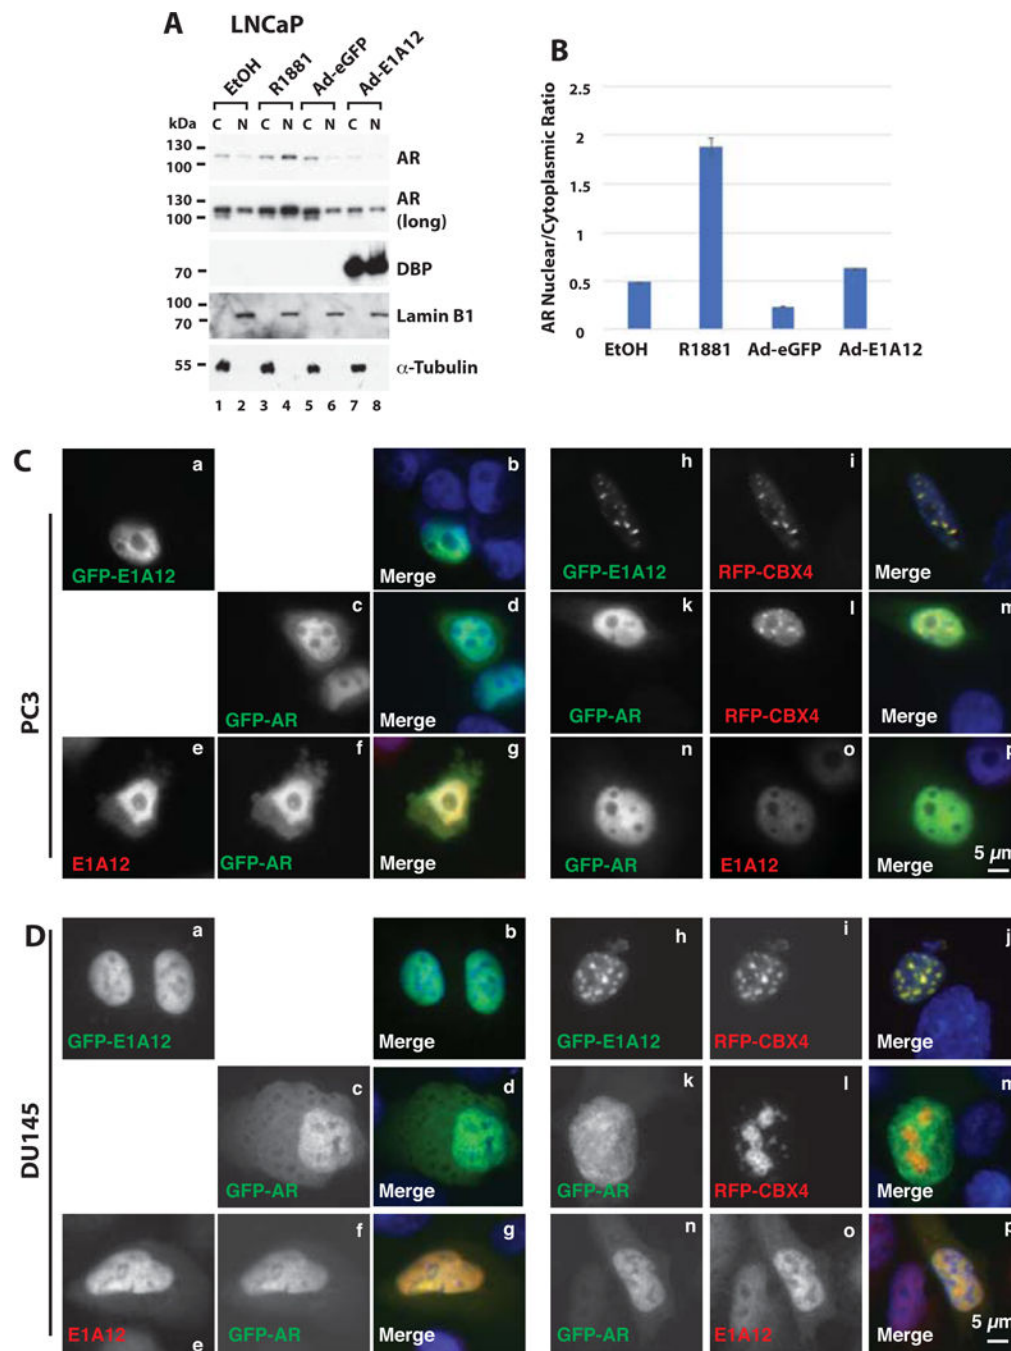 A LNCaP
EtOH R1881 Ad-eGFP Ad-E1A12
C N C N C N C N
kDa
130
100
AR
130
100
AR
(long)
70
DBP
100
70
Lamin B1
55
α-Tubulin
1 2 3 4 5 6 7 8
B
AR Nuclear/Cytoplasmic Ratio
2.5
2
1.5
1
0.5
0
EtOH R1881 Ad-eGFP Ad-E1A12
C
PC3
a
GFP-E1A12
b
Merge
h
GFP-E1A12
i
RFP-CBX4
Merge
c
GFP-AR
d
Merge
k
GFP-AR
l
RFP-CBX4
m
Merge
e
E1A12
f
GFP-AR
g
Merge
n
GFP-AR
o
E1A12
p
Merge
5 µm
D
DU145
a
GFP-E1A12
b
Merge
h
GFP-E1A12
i
RFP-CBX4
j
Merge
c
GFP-AR
d
Merge
k
GFP-AR
l
RFP-CBX4
m
Merge
E1A12
e
f
GFP-AR
g
Merge
n
GFP-AR
o
E1A12
p
Merge
5 µm